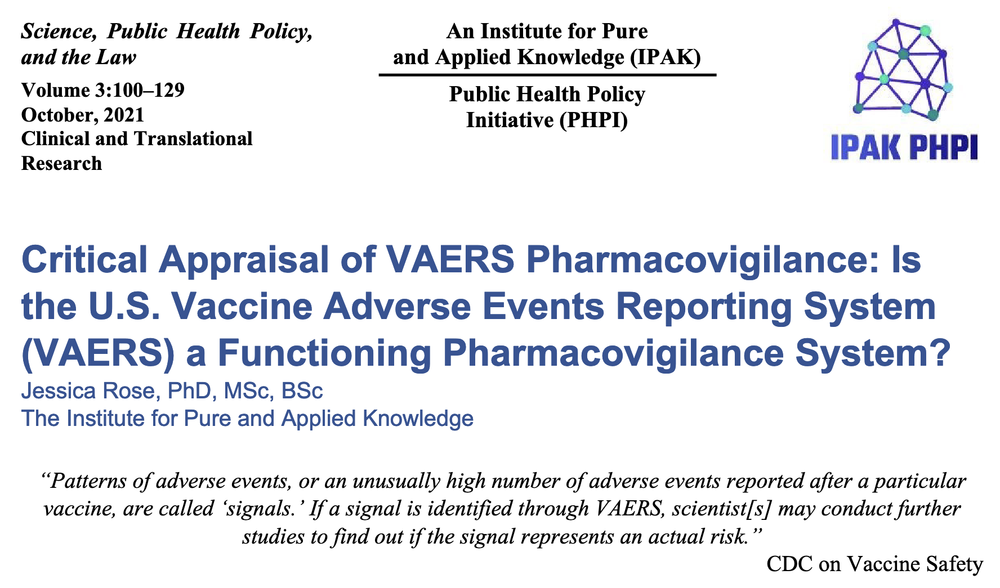 Science, Public Health Policy,
and the Law
Volume 3:100–129
October, 2021
Clinical and Translational
Research
An Institute for Pure
and Applied Knowledge (IPAK)
Public Health Policy
Initiative (PHPI)
IPAK PHPI
Critical Appraisal of VAERS Pharmacovigilance: Is
the U.S. Vaccine Adverse Events Reporting System
(VAERS) a Functioning Pharmacovigilance System?
Jessica Rose, PhD, MSc, BSc
The Institute for Pure and Applied Knowledge
“Patterns of adverse events, or an unusually high number of adverse events reported after a particular
vaccine, are called ‘signals.’ If a signal is identified through VAERS, scientist[s] may conduct further
studies to find out if the signal represents an actual risk.”
CDC on Vaccine Safety